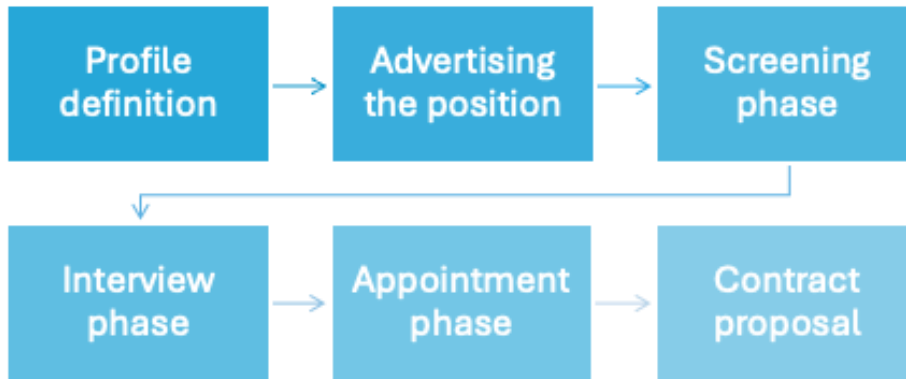 Profile
definition
Advertising
the position
Screening
phase
Interview
phase
Appointment
phase
Contract
proposal